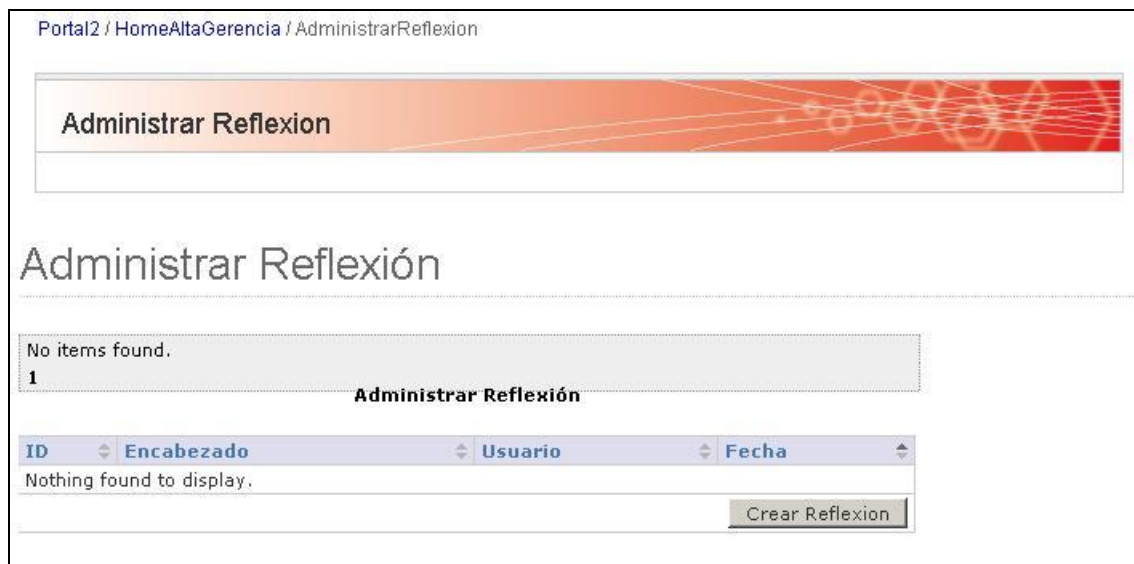 Portal2 / HomeAltaGerencia / AdministrarReflexion
Administrar Reflexion
Administrar Reflexión
No items found.
1
Administrar Reflexión
ID Encabezado Usuario Fecha
Nothing found to display.
Crear Reflexion